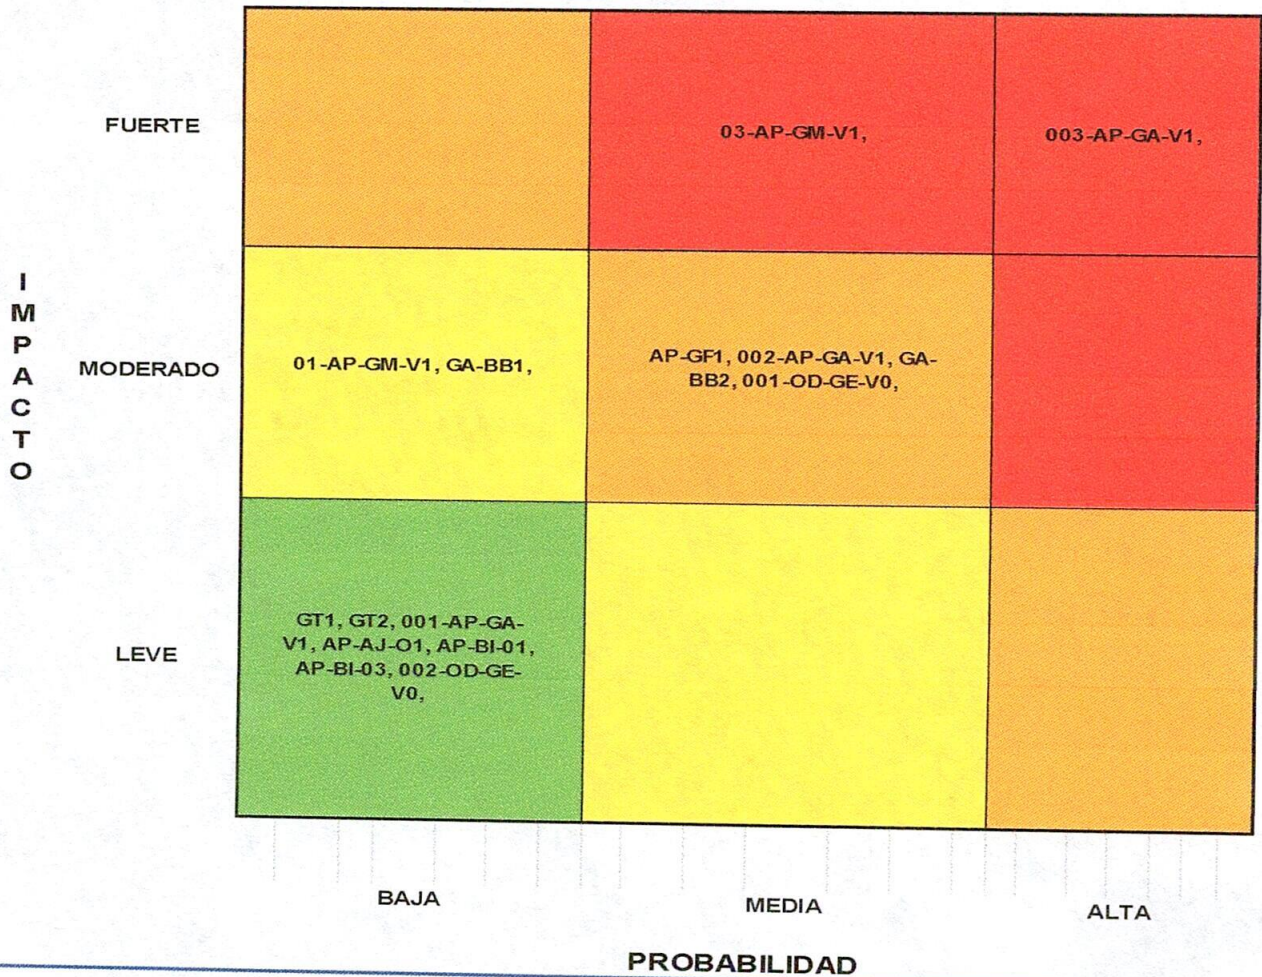 FUERTE
03-AP-GM-V1,
003-AP-GA-V1,
I
M
P
A
C
T
O
MODERADO
01-AP-GM-V1, GA-BB1,
AP-GF1, 002-AP-GA-V1, GA-
BB2, 001-OD-GE-V0,
LEVE
GT1, GT2, 001-AP-GA-
V1, AP-AJ-O1, AP-BI-01,
AP-BI-03, 002-OD-GE-
V0,
BAJA
MEDIA
ALTA
PROBABILIDAD